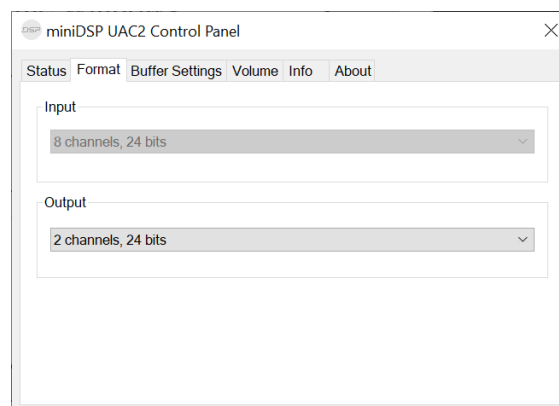 DSP miniDSP UAC2 Control Panel
Status Format Buffer Settings Volume Info About
Input
8 channels, 24 bits
Output
2 channels, 24 bits